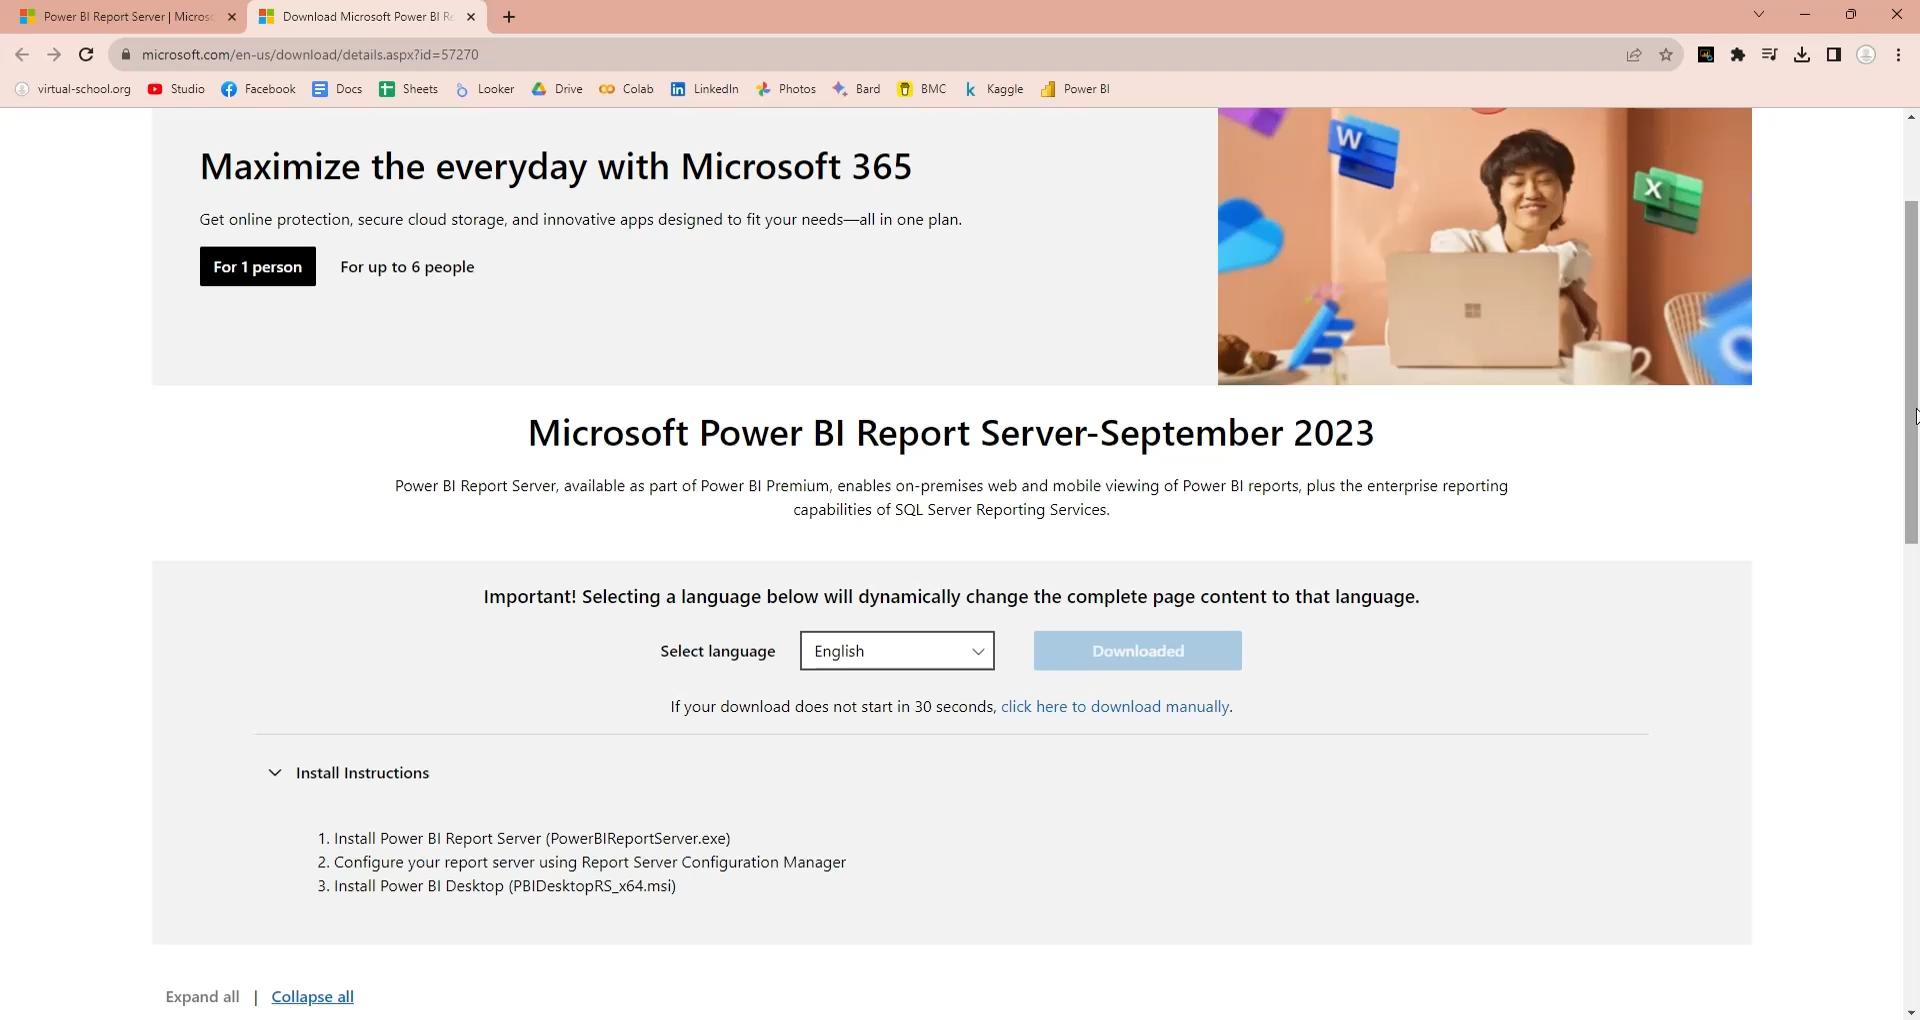 Power BI Report Server | Micros
Download Microsoft Power BI Re
microsoft.com/en-us/download/details.aspx?id=57270
virtual-school.org
Studio
Facebook
Docs
Sheets
Looker
Drive
Colab
LinkedIn
Photos
Bard
BMC
Kaggle
Power BI
Maximize the everyday with Microsoft 365
Get online protection, secure cloud storage, and innovative apps designed to fit your needs—all in one plan.
For 1 person
For up to 6 people
W
X
Microsoft Power BI Report Server-September 2023
Power BI Report Server, available as part of Power BI Premium, enables on-premises web and mobile viewing of Power BI reports, plus the enterprise reporting
capabilities of SQL Server Reporting Services.
Important! Selecting a language below will dynamically change the complete page content to that language.
Select language
English
Downloaded
If your download does not start in 30 seconds, click here to download manually.
Install Instructions
1. Install Power BI Report Server (PowerBIReportServer.exe)
2. Configure your report server using Report Server Configuration Manager
3. Install Power BI Desktop (PBIDesktopRS_x64.msi)
Expand all | Collapse all